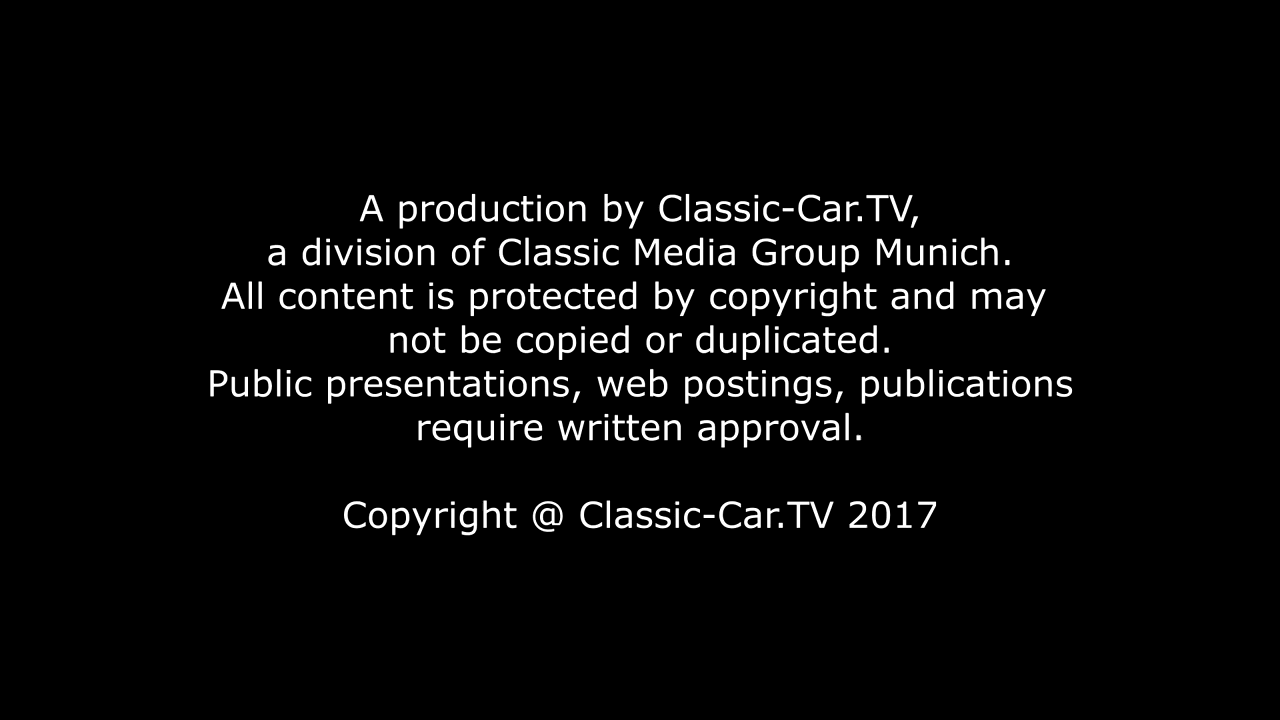 A production by Classic-Car.TV,
a division of Classic Media Group Munich.
All content is protected by copyright and may
not be copied or duplicated.
Public presentations, web postings, publications
require written approval.
Copyright @ Classic-Car.TV 2017